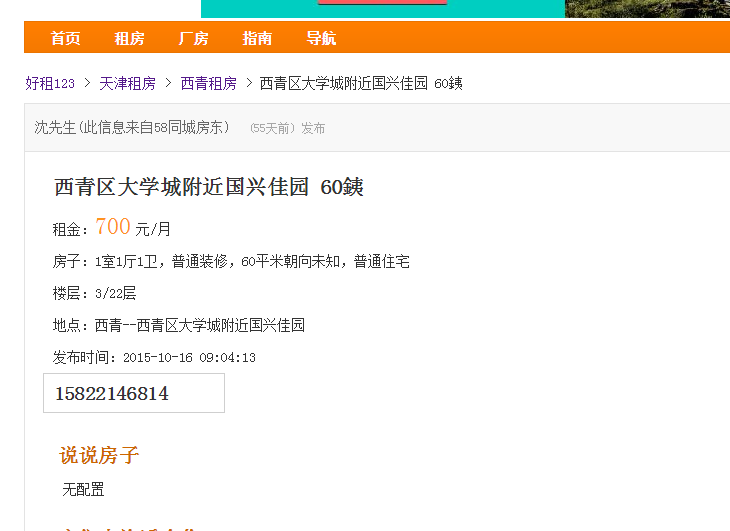 首页 租房 厂房 指南 导航
好租123 > 天津租房 > 西青租房 > 西青区大学城附近国兴佳园 60銕
沈先生(此信息来自58同城房东) (55天前)发布
西青区大学城附近国兴佳园 60銕
租金：700 元/月
房子：1室1厅1卫，普通装修，60平米朝向未知，普通住宅
楼层：3/22层
地点：西青--西青区大学城附近国兴佳园
发布时间：2015-10-16 09:04:13
15822146814
说说房子
无配置